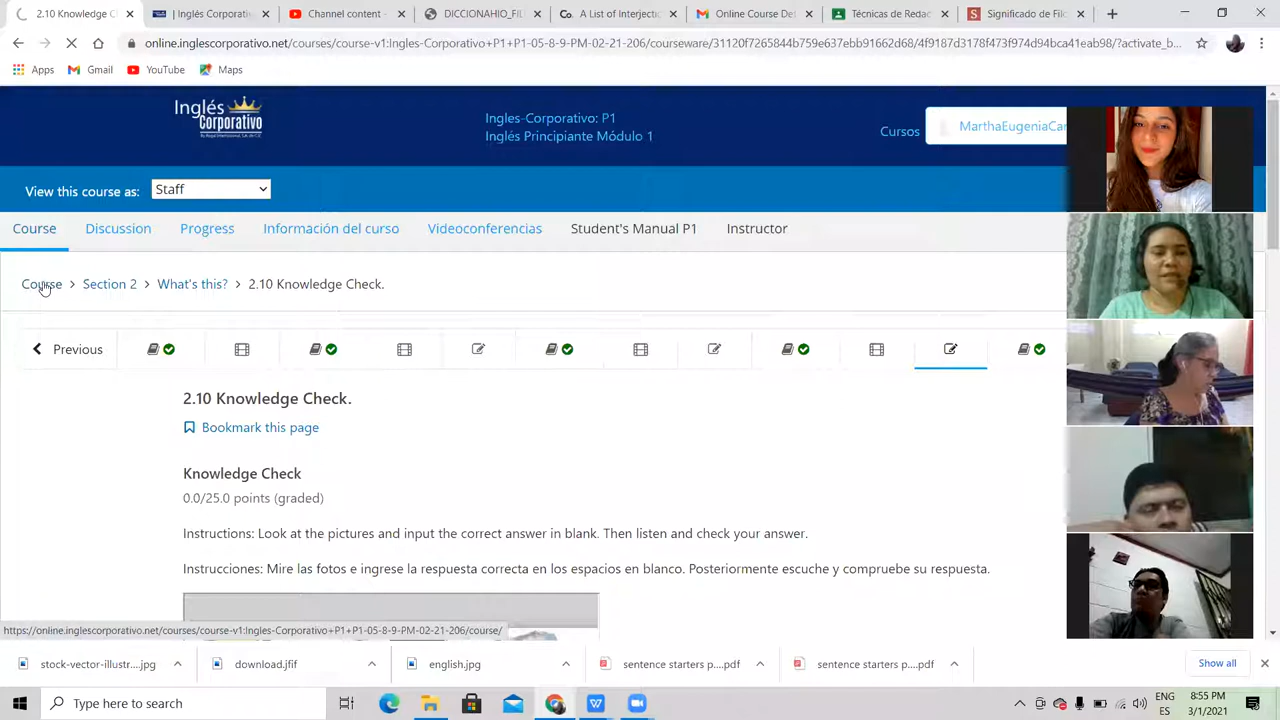 2.10 Knowledge C
Inglés Corporativo
Channel content -
DICCIONARIO_FIL
A List of Interjecti
Online Course Det
Técnicas de Redac
Significado de Filo
online.inglescorporativo.net/courses/course-v1:Ingles-Corporativo+P1+P1-05-8-9-PM-02-21-206/courseware/31120f7265844b759e637ebb91662d68/4f9187d3178f473f974d94bca41eab98/?activate_b...
Apps
Gmail
YouTube
Maps
Inglés
Corporativo
Ingles-Corporativo: P1
Inglés Principiante Módulo 1
Cursos
MarthaEugeniaCar
View this course as:
Staff
Course
Discussion
Progress
Información del curso
Videoconferencias
Student's Manual P1
Instructor
Course > Section 2 > What's this? > 2.10 Knowledge Check.
Previous
2.10 Knowledge Check.
Bookmark this page
Knowledge Check
0.0/25.0 points (graded)
Instructions: Look at the pictures and input the correct answer in blank. Then listen and check your answer.
Instrucciones: Mire las fotos e ingrese la respuesta correcta en los espacios en blanco. Posteriormente escuche y compruebe su respuesta.
https://online.inglescorporativo.net/courses/course-v1:Ingles-Corporativo+P1+P1-05-8-9-PM-02-21-206/course/
stock-vector-illustr....jpg
download.jfif
english.jpg
sentence starters p....pdf
sentence starters p....pdf
Show all
Type here to search
ENG
ES
8:55 PM
3/1/2021